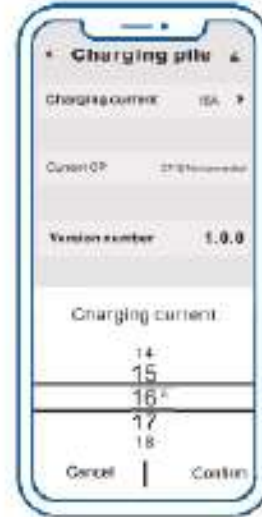 Charging pile
Charging current 16A >
Current CP
Version number 1.0.0
Charging current
14
15
16 A
17
18
Cancel Confirm